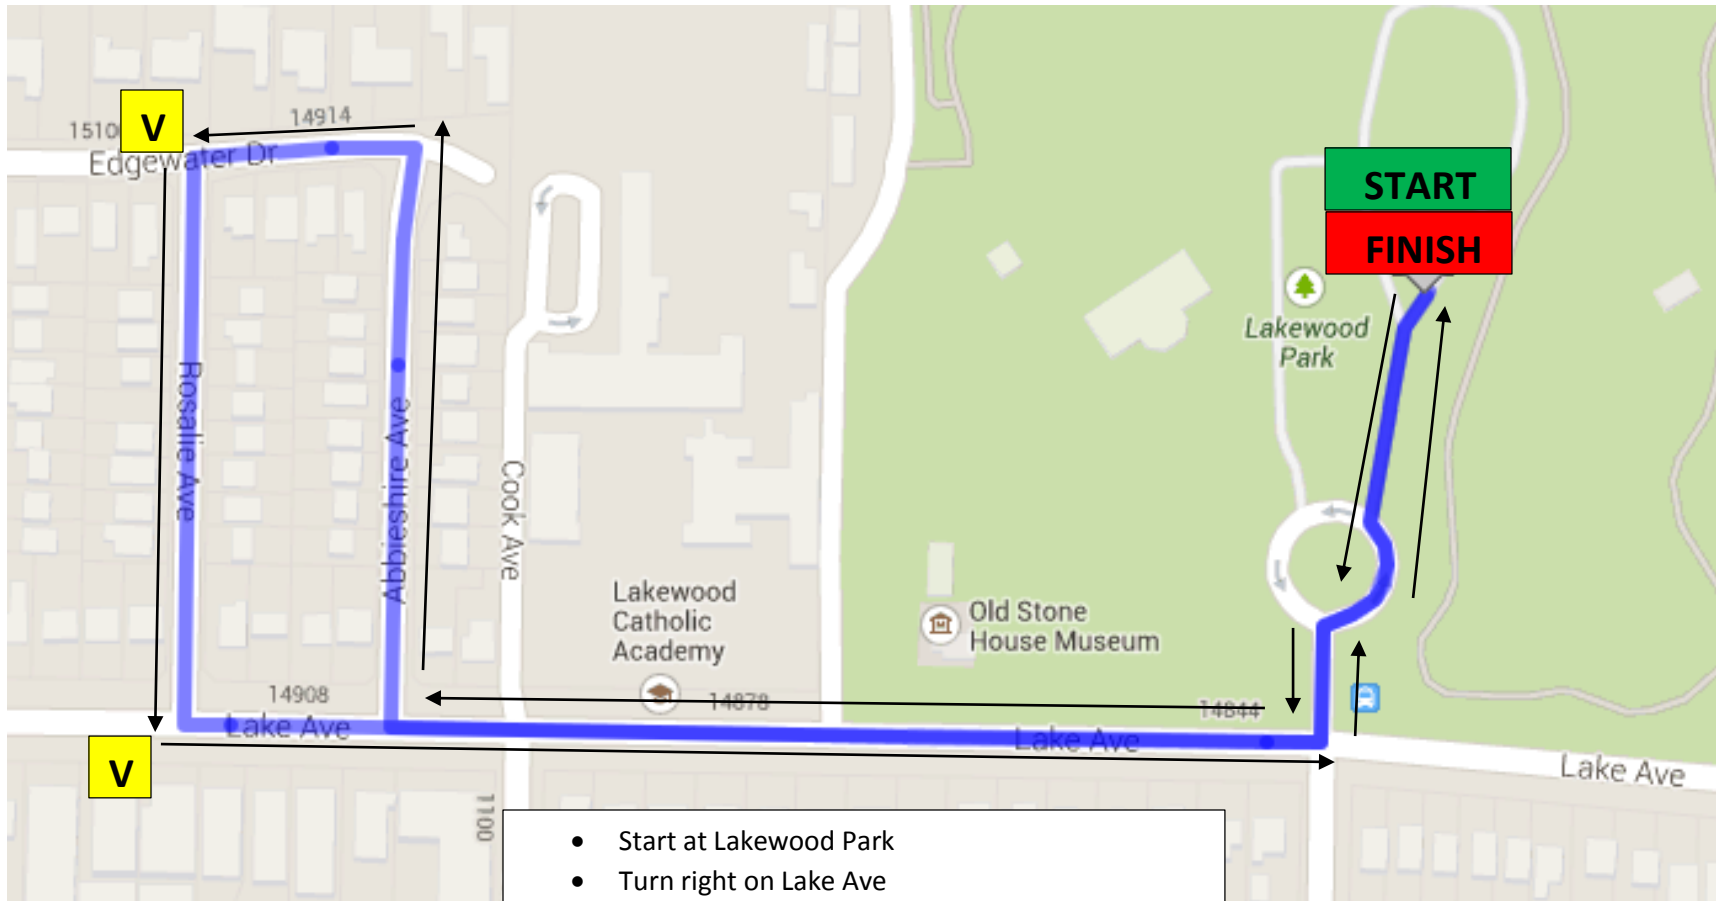 14914
V
1510
Edgewater Dr
START
FINISH
Lakewood
Park
Rosalie Ave
Abbieshire Ave
Cook Ave
Lakewood
Catholic
Academy
Old Stone
House Museum
14908
14878
14844
Lake Ave
Lake Ave
Lake Ave
V
1100
• Start at Lakewood Park
• Turn right on Lake Ave